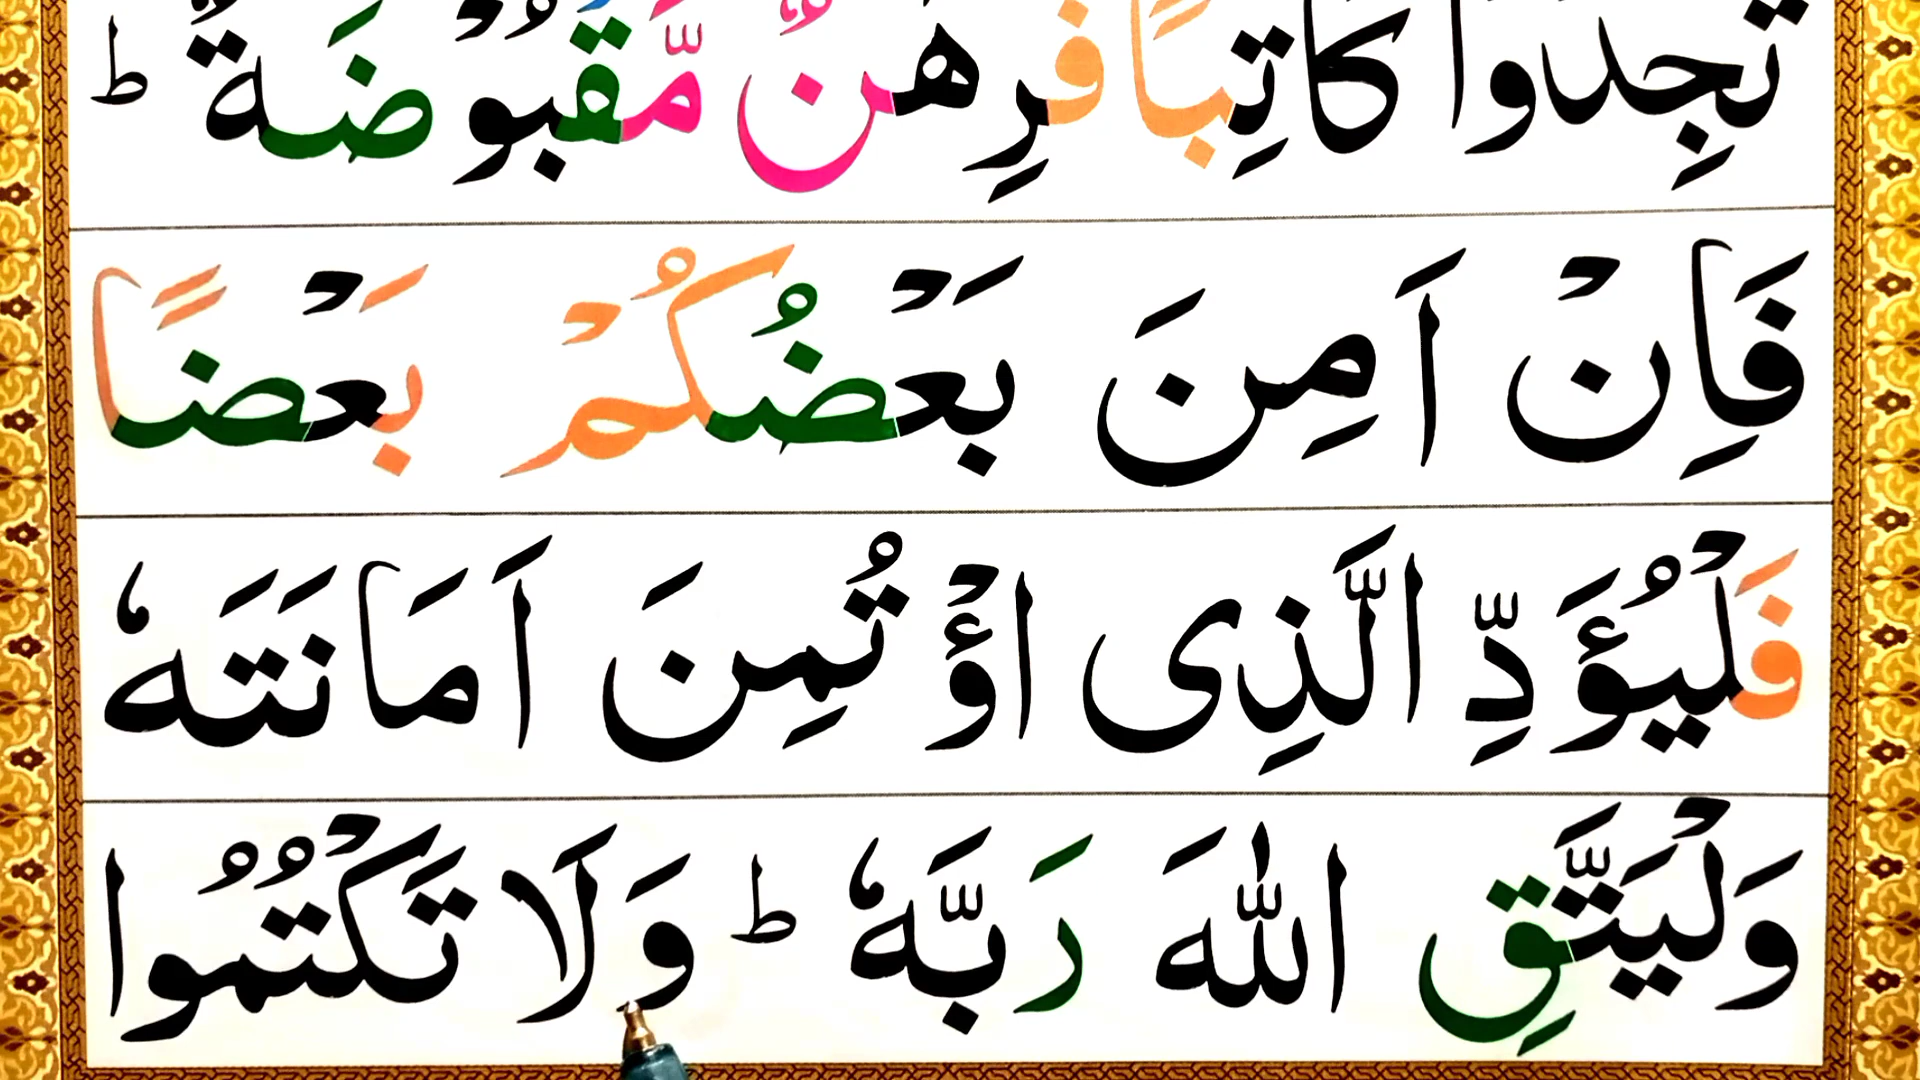 تَجِدُوْا كَاتِبًا فَرِهٰنٌ مَّقْبُوْضَةٌ ؕ
فَاِنْ اَمِنَ بَعْضُكُمْ بَعْضًا
فَلْيُؤَدِّ الَّذِى اؤْتُمِنَ اَمَانَتَهٗ
وَلْيَتَّقِ اللّٰهَ رَبَّهٗ ؕ وَلَا تَكْتُمُوا